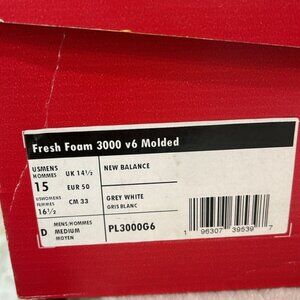 Fresh Foam 3000 v6 Molded
USMENS
HOMMES
15
UK 14½
EUR 50
NEW BALANCE
USWOMENS
FEMMES
16½
CM 33
GREY WHITE
GRIS BLANC
D
MENS/HOMMES
MEDIUM
MOYEN
PL3000G6
1 96307 39539 7